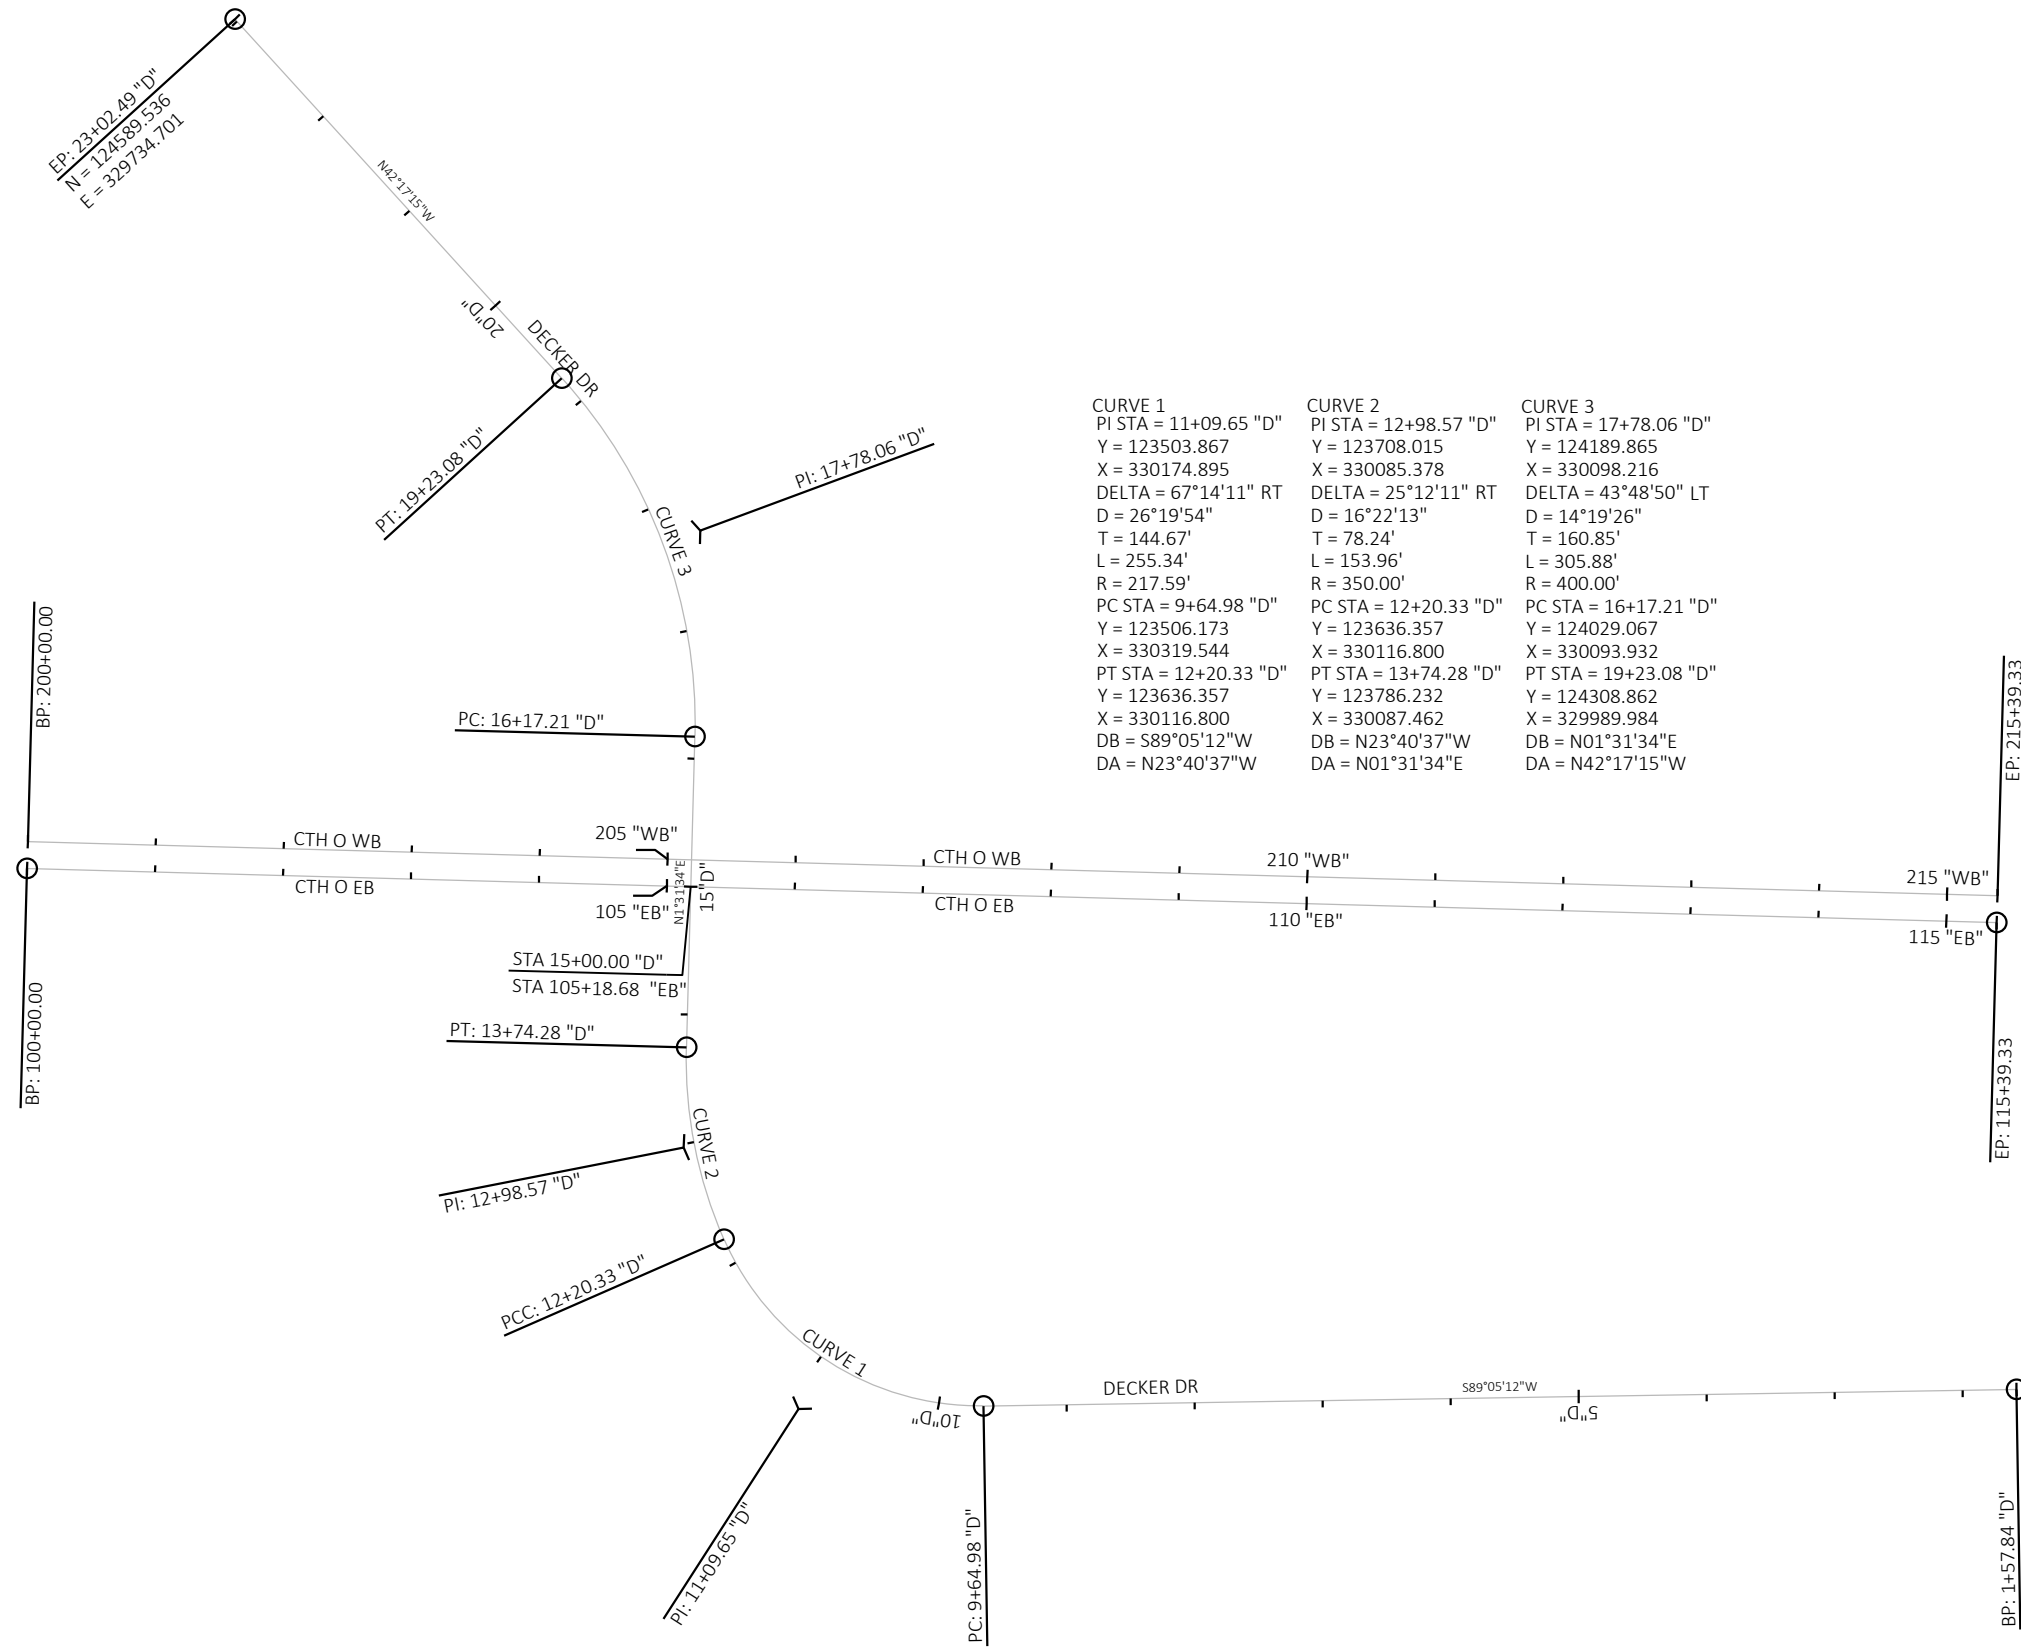 EP: 23+02.49 "D"
N = 124589.536
E = 329734.701
N42°17'15"W
20"D"
DECKER DR
PT: 19+23.08 "D"
PI: 17+78.06 "D"
CURVE 3
CURVE 1
PI STA = 11+09.65 "D"
Y = 123503.867
X = 330174.895
DELTA = 67°14'11" RT
D = 26°19'54"
T = 144.67'
L = 255.34'
R = 217.59'
PC STA = 9+64.98 "D"
Y = 123506.173
X = 330319.544
PT STA = 12+20.33 "D"
Y = 123636.357
X = 330116.800
DB = S89°05'12"W
DA = N23°40'37"W
CURVE 2
PI STA = 12+98.57 "D"
Y = 123708.015
X = 330085.378
DELTA = 25°12'11" RT
D = 16°22'13"
T = 78.24'
L = 153.96'
R = 350.00'
PC STA = 12+20.33 "D"
Y = 123636.357
X = 330116.800
PT STA = 13+74.28 "D"
Y = 123786.232
X = 330087.462
DB = N23°40'37"W
DA = N01°31'34"E
CURVE 3
PI STA = 17+78.06 "D"
Y = 124189.865
X = 330098.216
DELTA = 43°48'50" LT
D = 14°19'26"
T = 160.85'
L = 305.88'
R = 400.00'
PC STA = 16+17.21 "D"
Y = 124029.067
X = 330093.932
PT STA = 19+23.08 "D"
Y = 124308.862
X = 329989.984
DB = N01°31'34"E
DA = N42°17'15"W
BP: 200+00.00
PC: 16+17.21 "D"
EP: 215+39.33
CTH O WB
205 "WB"
CTH O WB
210 "WB"
215 "WB"
CTH O EB
105 "EB"
N1°31'34"E
15"D"
CTH O EB
110 "EB"
115 "EB"
STA 15+00.00 "D"
STA 105+18.68 "EB"
BP: 100+00.00
PT: 13+74.28 "D"
EP: 115+39.33
CURVE 2
PI: 12+98.57 "D"
PCC: 12+20.33 "D"
CURVE 1
DECKER DR
S89°05'12"W
10"D"
5"D"
PI: 11+09.65 "D"
PC: 9+64.98 "D"
BP: 1+57.84 "D"